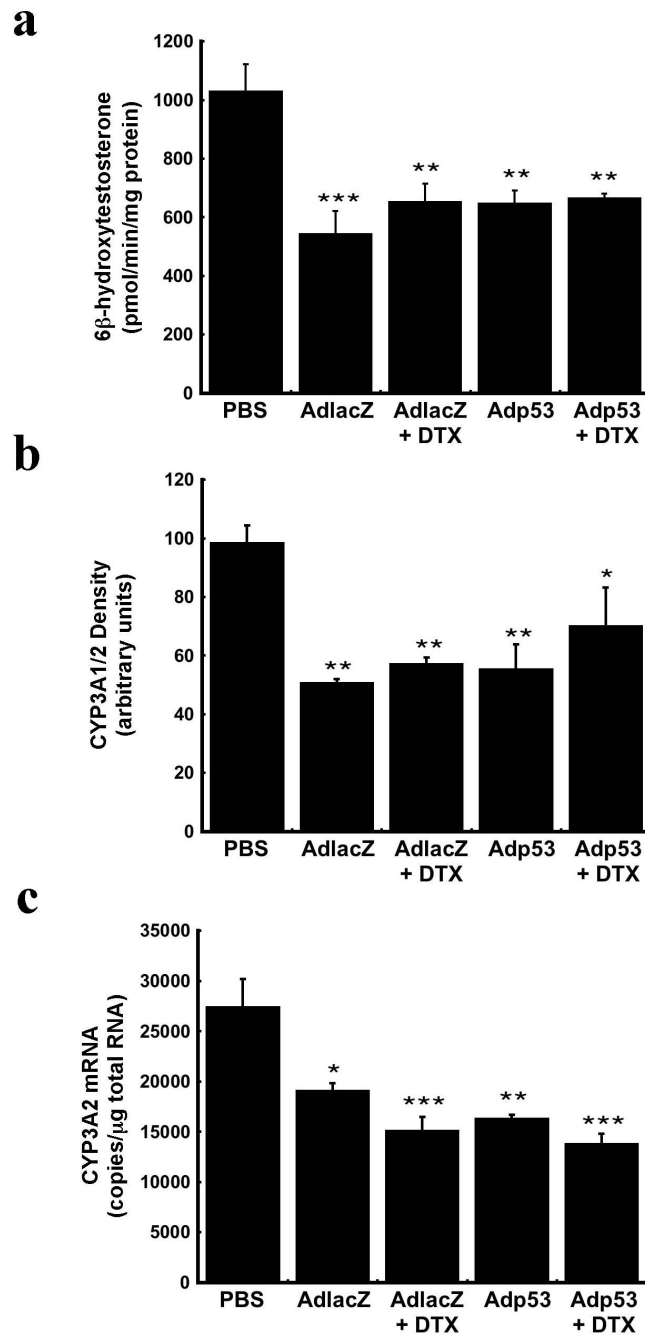 a
6β-hydroxytestosterone
(pmol/min/mg protein)
1200
1000
800
600
400
200
0
***
**
**
**
PBS
AdlacZ
AdlacZ
+ DTX
Adp53
Adp53
+ DTX
b
CYP3A1/2 Density
(arbitrary units)
120
100
80
60
40
20
0
**
**
**
*
PBS
AdlacZ
AdlacZ
+ DTX
Adp53
Adp53
+ DTX
c
CYP3A2 mRNA
(copies/μg total RNA)
35000
30000
25000
20000
15000
10000
5000
0
*
***
**
***
PBS
AdlacZ
AdlacZ
+ DTX
Adp53
Adp53
+ DTX